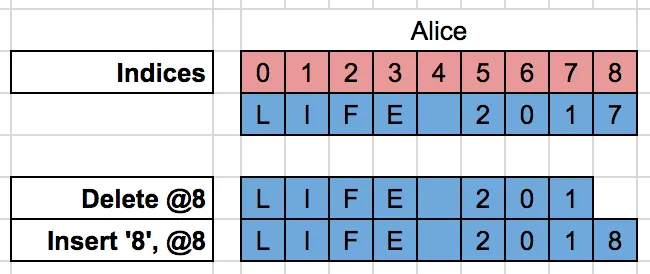 Alice
Indices 0 1 2 3 4 5 6 7 8
L I F E 2 0 1 7
Delete @8 L I F E 2 0 1
Insert '8', @8 L I F E 2 0 1 8